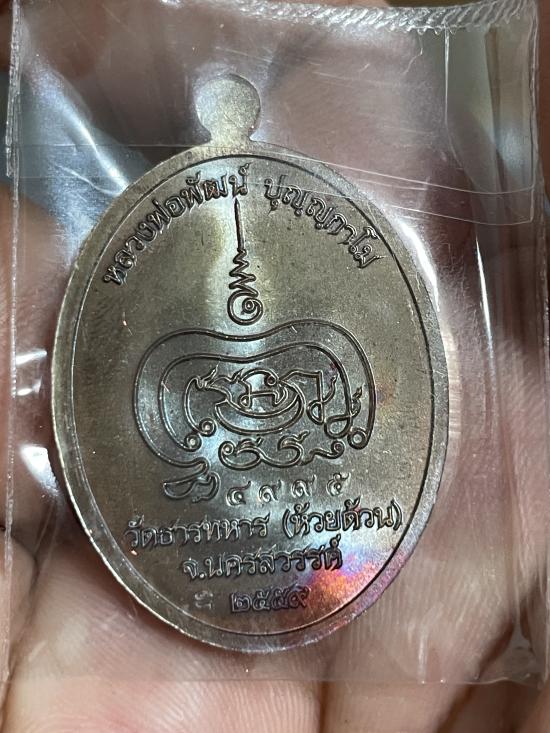 หลวงพ่อพัฒน์ ปุญฺญกาโม
๔๙๙๕
วัดธารทหาร (ห้วยด้วน)
จ.นครสวรรค์
๒๕๕๙